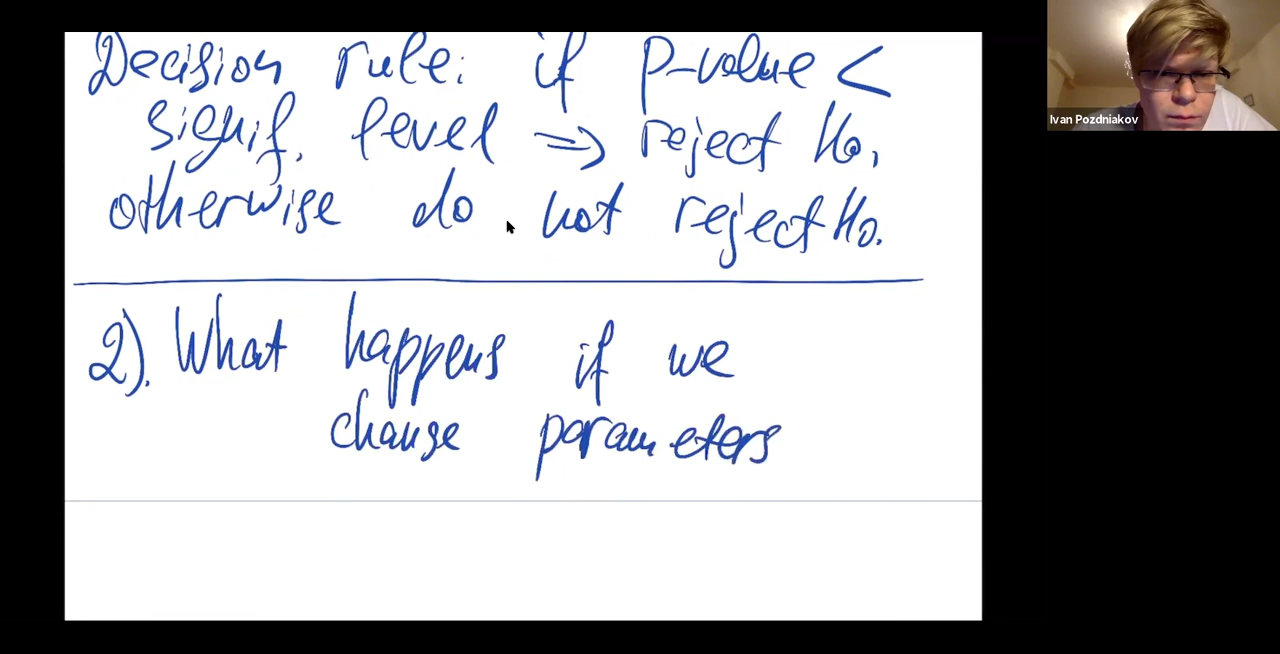 Decision rule: if P-value <
signif. level => reject H0,
otherwise do not reject H0.
2). What happens if we
change parameters
Ivan Pozdniakov